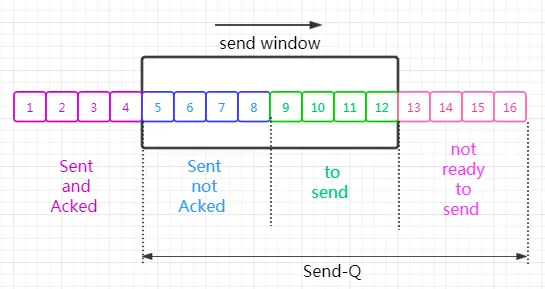 send window
1 2 3 4 5 6 7 8 9 10 11 12 13 14 15 16
Sent
and
Acked
Sent
not
Acked
to
send
not
ready
to
send
Send-Q